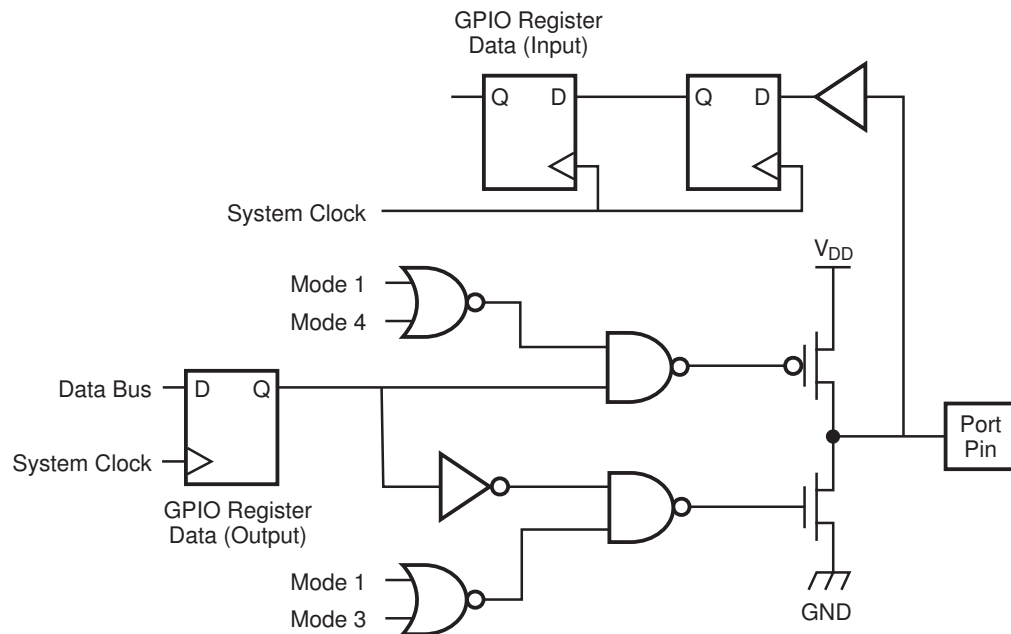 GPIO Register
Data (Input)
Q D
Q D
System Clock
V_DD
Mode 1
Mode 4
Data Bus
D Q
System Clock
GPIO Register
Data (Output)
Port
Pin
Mode 1
Mode 3
GND